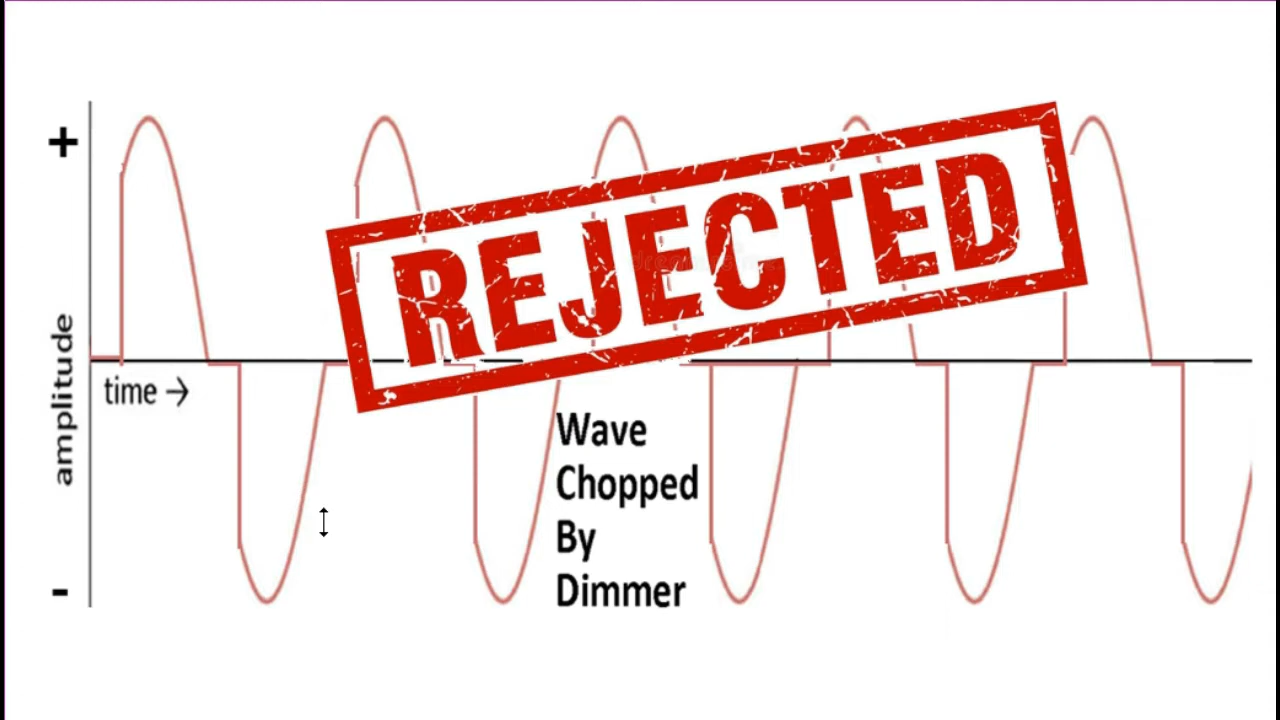 +
REJECTED
amplitude
time →
Wave
Chopped
By
Dimmer
-